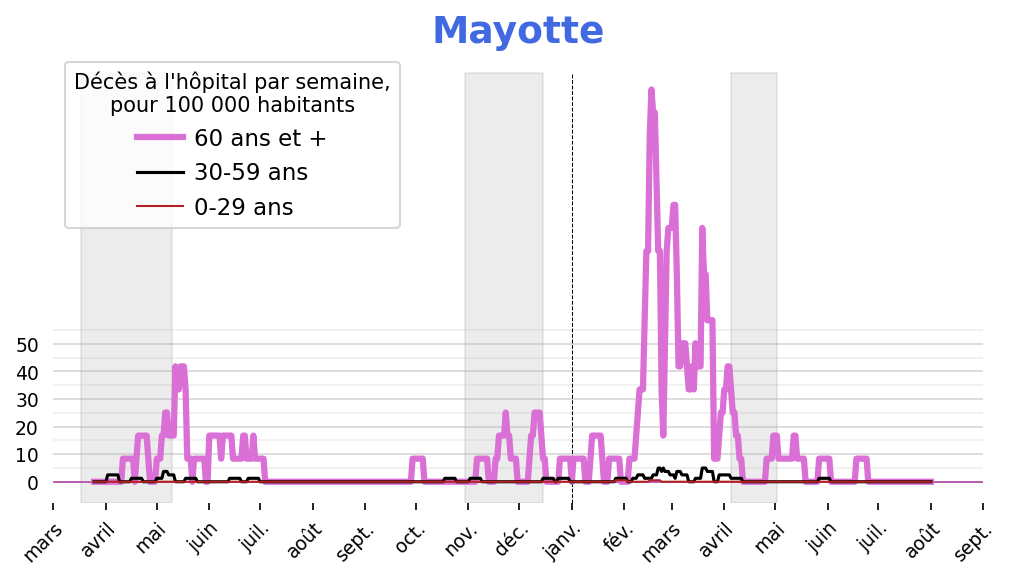 Mayotte
Décès à l'hôpital par semaine,
pour 100 000 habitants
60 ans et +
30-59 ans
0-29 ans
50
40
30
20
10
0
mars avril mai juin juil. août sept. oct. nov. déc. janv. fév. mars avril mai juin juil. août sept.